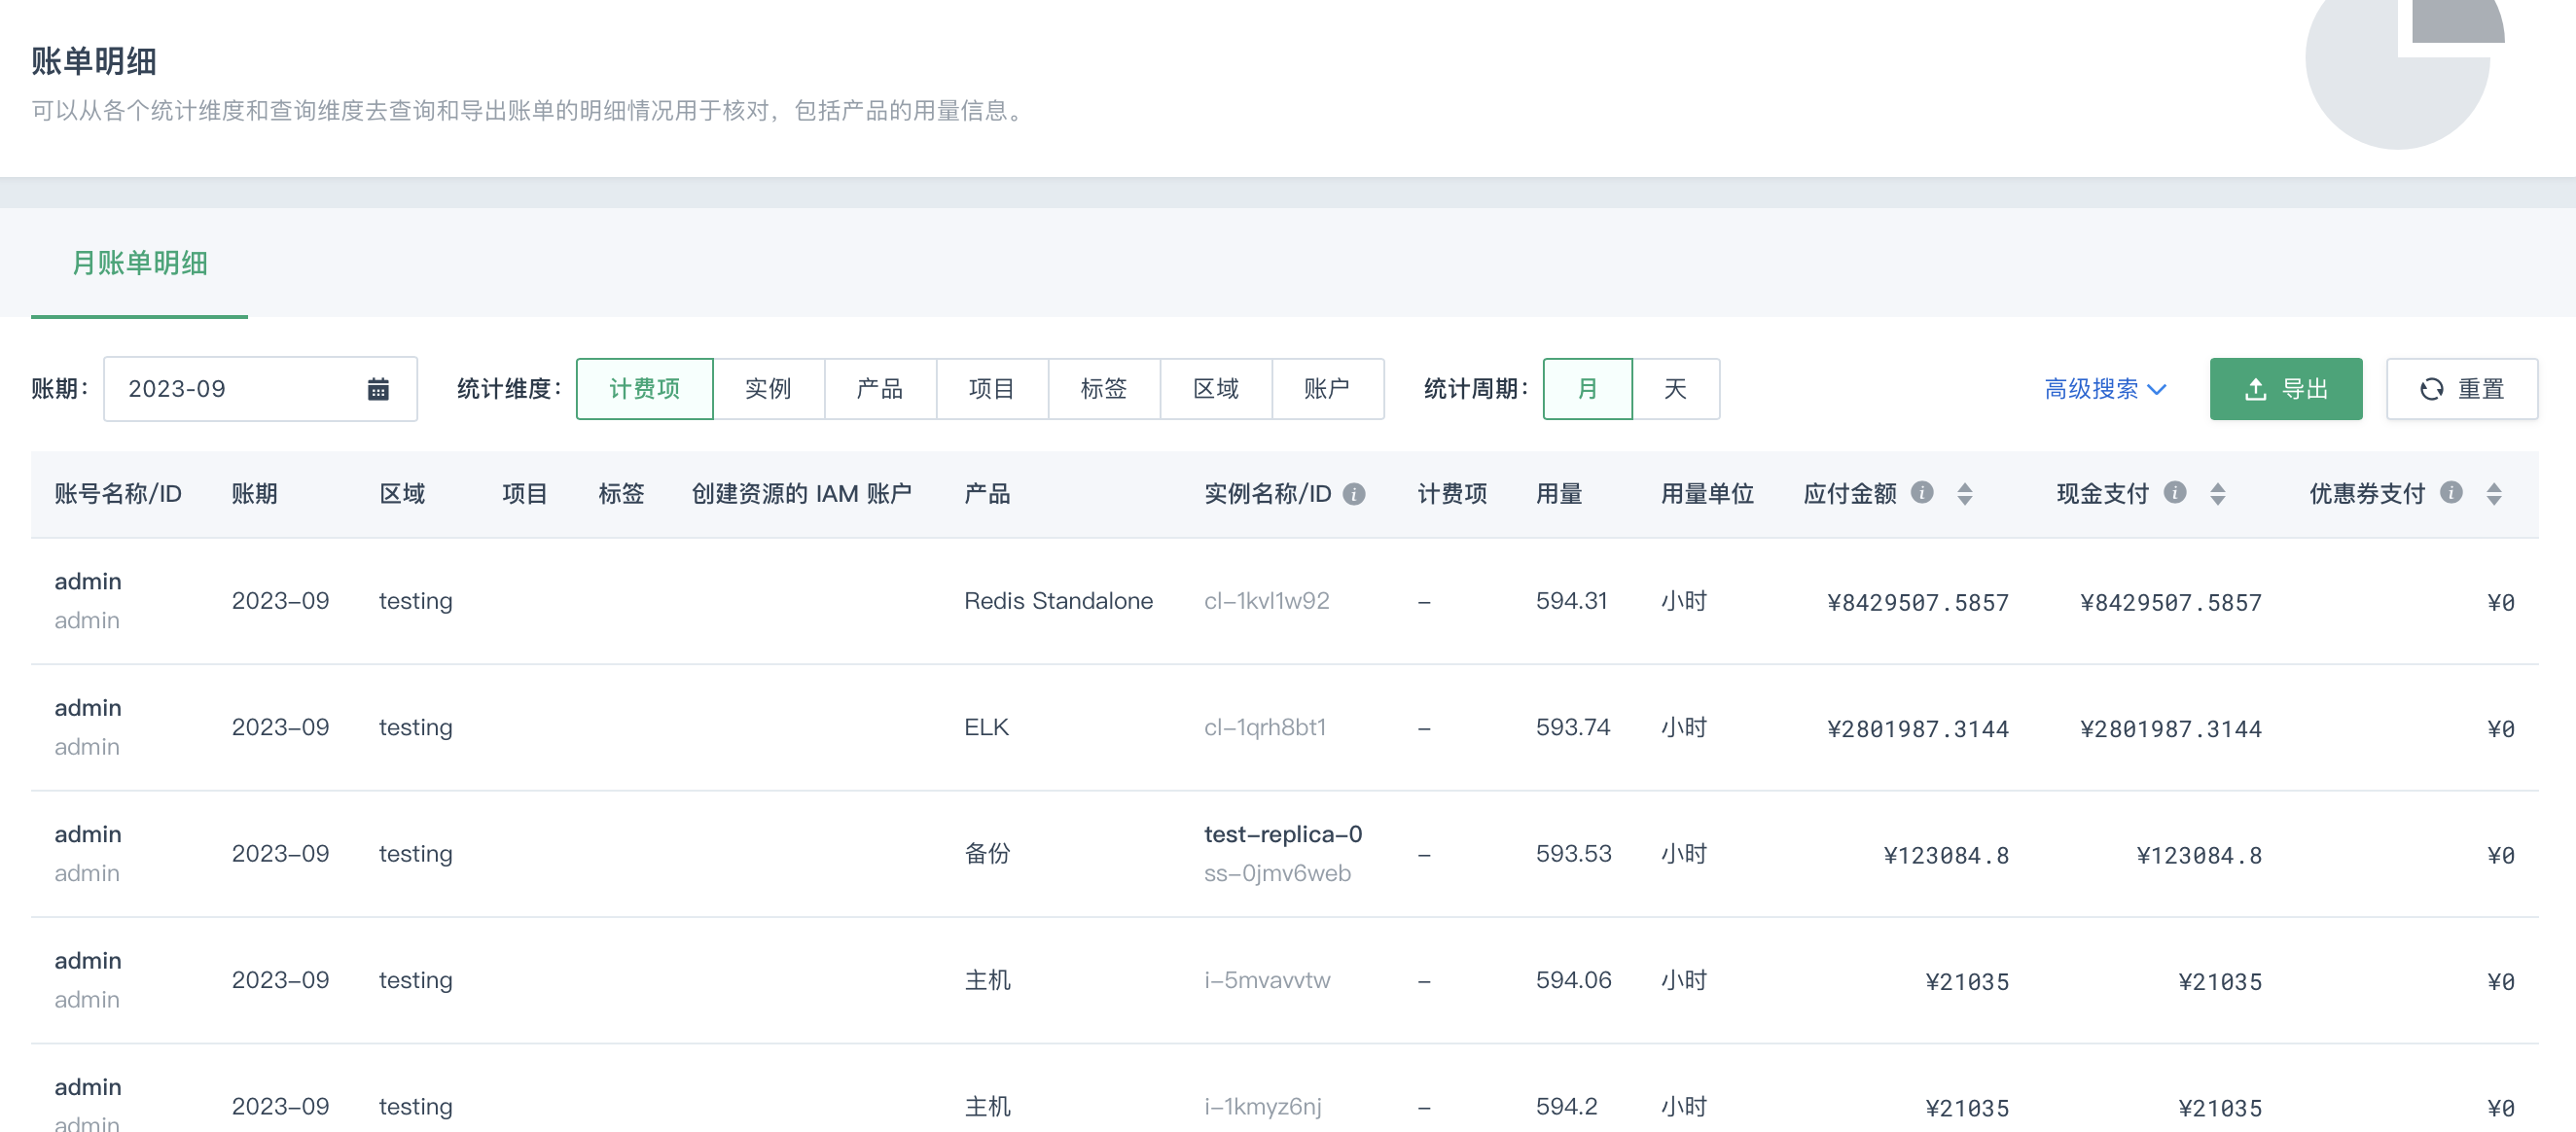 账单明细
可以从各个统计维度和查询维度去查询和导出账单的明细情况用于核对，包括产品的用量信息。
月账单明细
账期： 2023-09 统计维度： 计费项 实例 产品 项目 标签 区域 账户 统计周期： 月 天 高级搜索 导出 重置
账号名称/ID 账期 区域 项目 标签 创建资源的 IAM 账户 产品 实例名称/ID 计费项 用量 用量单位 应付金额 现金支付 优惠券支付
admin
admin 2023-09 testing Redis Standalone cl-1kvl1w92 - 594.31 小时 ¥8429507.5857 ¥8429507.5857 ¥0
admin
admin 2023-09 testing ELK cl-1qrh8bt1 - 593.74 小时 ¥2801987.3144 ¥2801987.3144 ¥0
admin test-replica-0
admin 2023-09 testing 备份 ss-0jmv6web - 593.53 小时 ¥123084.8 ¥123084.8 ¥0
admin
admin 2023-09 testing 主机 i-5mvavvtw - 594.06 小时 ¥21035 ¥21035 ¥0
admin
admin 2023-09 testing 主机 i-1kmyz6nj - 594.2 小时 ¥21035 ¥21035 ¥0